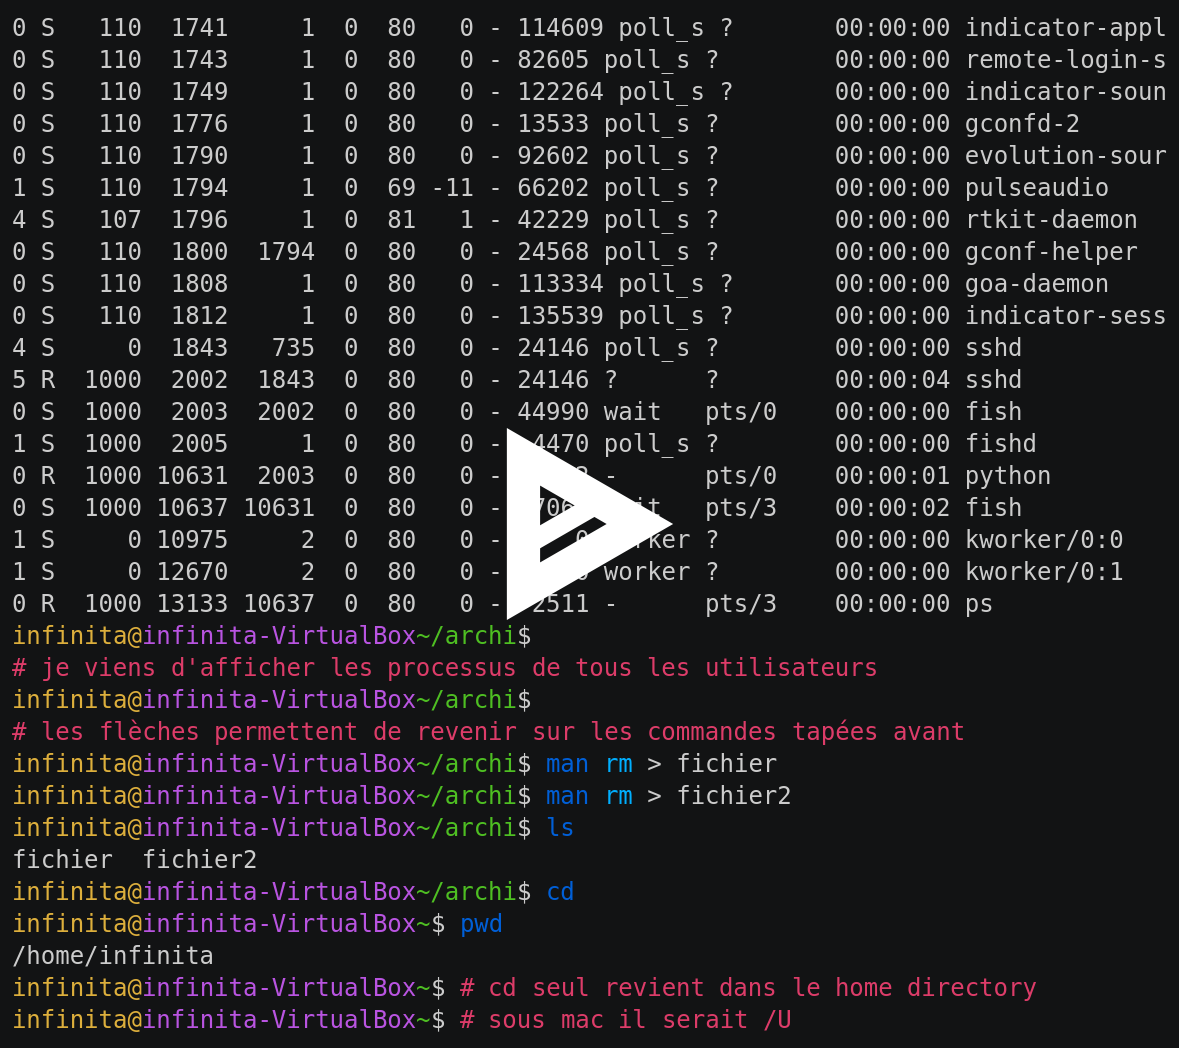 0 S   110  1741     1  0  80   0 - 114609 poll_s ?       00:00:00 indicator-appl
0 S   110  1743     1  0  80   0 - 82605 poll_s ?        00:00:00 remote-login-s
0 S   110  1749     1  0  80   0 - 122264 poll_s ?       00:00:00 indicator-soun
0 S   110  1776     1  0  80   0 - 13533 poll_s ?        00:00:00 gconfd-2
0 S   110  1790     1  0  80   0 - 92602 poll_s ?        00:00:00 evolution-sour
1 S   110  1794     1  0  69 -11 - 66202 poll_s ?        00:00:00 pulseaudio
4 S   107  1796     1  0  81   1 - 42229 poll_s ?        00:00:00 rtkit-daemon
0 S   110  1800  1794  0  80   0 - 24568 poll_s ?        00:00:00 gconf-helper
0 S   110  1808     1  0  80   0 - 113334 poll_s ?       00:00:00 goa-daemon
0 S   110  1812     1  0  80   0 - 135539 poll_s ?       00:00:00 indicator-sess
4 S     0  1843   735  0  80   0 - 24146 poll_s ?        00:00:00 sshd
5 R  1000  2002  1843  0  80   0 - 24146 ?      ?        00:00:04 sshd
0 S  1000  2003  2002  0  80   0 - 44990 wait   pts/0    00:00:00 fish
1 S  1000  2005     1  0  80   0 - poll_s ?        00:00:00 fishd
0 R  1000 10631  2003  0  80   0 - -      pts/0    00:00:01 python
0 S  1000 10637 10631  0  80   0 - pts/3    00:00:02 fish
1 S     0 10975     2  0  80   0 - ?        00:00:00 kworker/0:0
1 S     0 12670     2  0  80   0 - worker ?        00:00:00 kworker/0:1
0 R  1000 13133 10637  0  80   0 - 2511 -      pts/3    00:00:00 ps
infinita@infinita-VirtualBox~/archi$
# je viens d'afficher les processus de tous les utilisateurs
infinita@infinita-VirtualBox~/archi$
# les flèches permettent de revenir sur les commandes tapées avant
infinita@infinita-VirtualBox~/archi$ man rm > fichier
infinita@infinita-VirtualBox~/archi$ man rm > fichier2
infinita@infinita-VirtualBox~/archi$ ls
fichier  fichier2
infinita@infinita-VirtualBox~/archi$ cd
infinita@infinita-VirtualBox~$ pwd
/home/infinita
infinita@infinita-VirtualBox~$ # cd seul revient dans le home directory
infinita@infinita-VirtualBox~$ # sous mac il serait /U